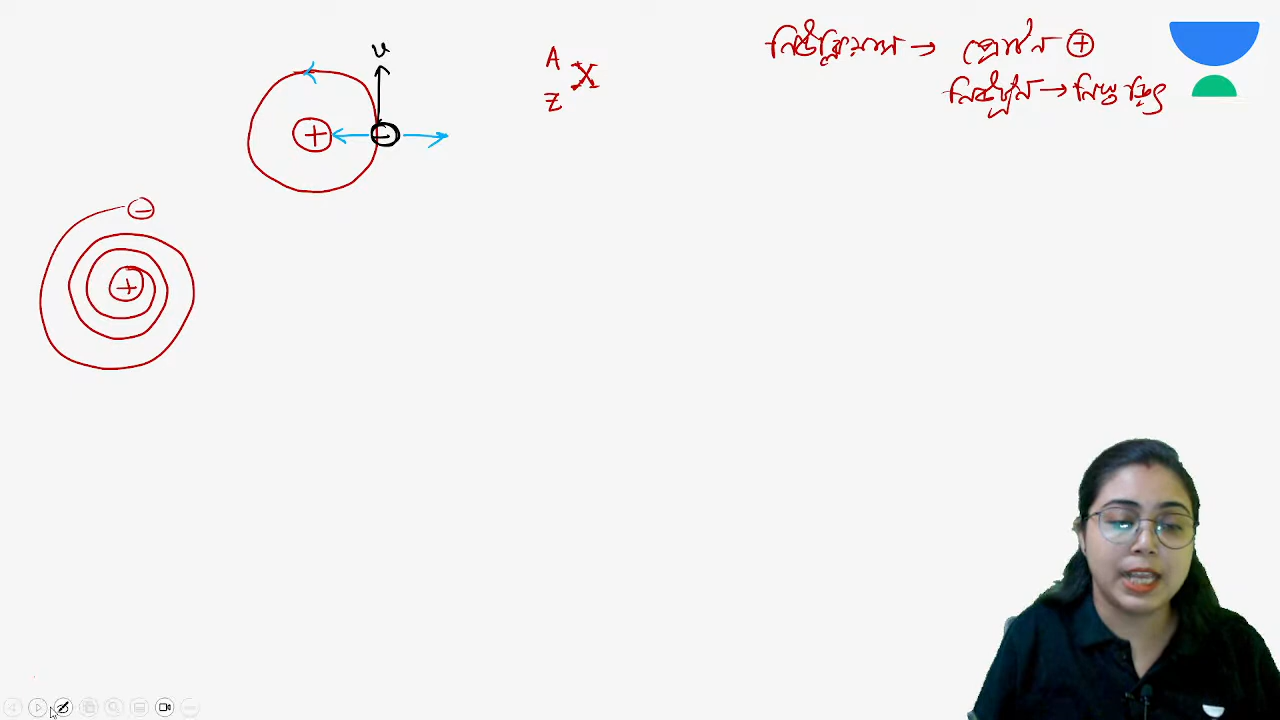 u
A
X
Z
নিউক্লিয়াস → প্রোটন ⊕
নিউট্রন → নিস্তড়িৎ
+
−
−
+